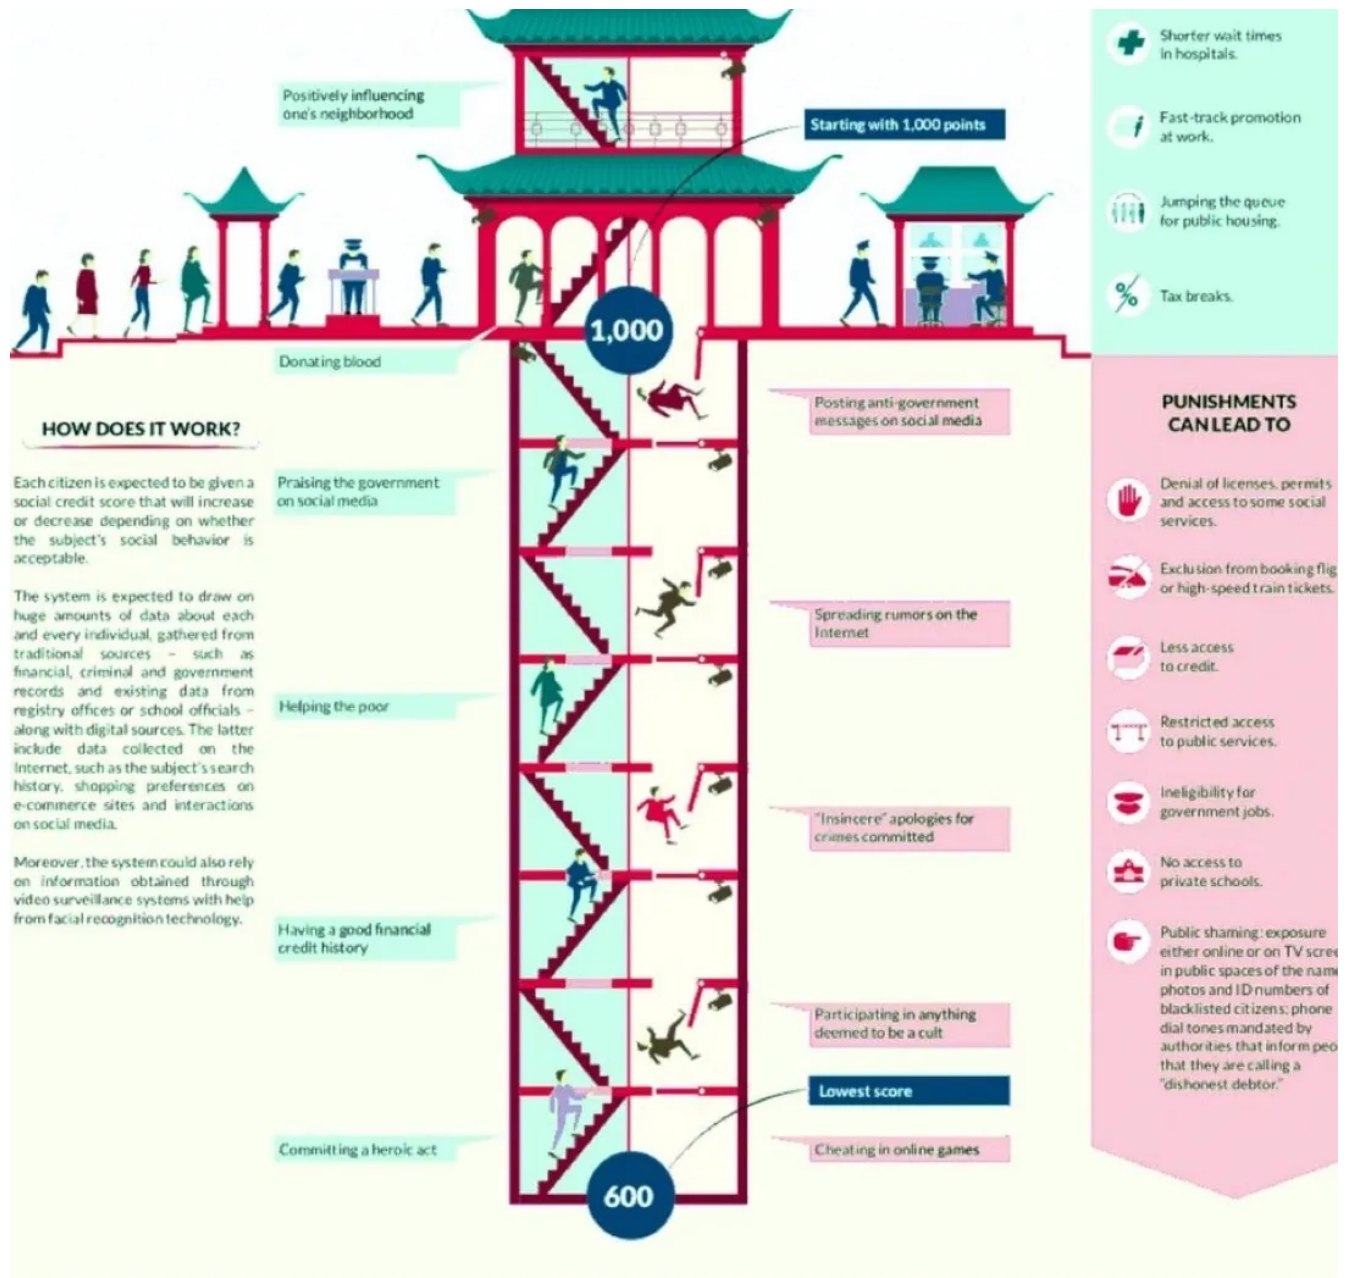 Positively influencing
one's neighborhood
Starting with 1,000 points
1,000
Donating blood
HOW DOES IT WORK?
Each citizen is expected to be given a
social credit score that will increase
or decrease depending on whether
the subject's social behavior is
acceptable.
The system is expected to draw on
huge amounts of data about each
and every individual, gathered from
traditional sources – such as
financial, criminal and government
records and existing data from
registry offices or school officials –
along with digital sources. The latter
include data collected on the
Internet, such as the subject's search
history, shopping preferences on
e-commerce sites and interactions
on social media.
Moreover, the system could also rely
on information obtained through
video surveillance systems with help
from facial recognition technology.
Praising the government
on social media
Helping the poor
Having a good financial
credit history
Committing a heroic act
Posting anti-government
messages on social media
Spreading rumors on the
Internet
"Insincere" apologies for
crimes committed
Participating in anything
deemed to be a cult
Lowest score
Cheating in online games
600
Shorter wait times
in hospitals.
Fast-track promotion
at work.
Jumping the queue
for public housing.
Tax breaks.
PUNISHMENTS
CAN LEAD TO
Denial of licenses, permits
and access to some social
services.
Exclusion from booking flig
or high-speed train tickets.
Less access
to credit.
Restricted access
to public services.
Ineligibility for
government jobs.
No access to
private schools.
Public shaming: exposure
either online or on TV scree
in public spaces of the name
photos and ID numbers of
blacklisted citizens; phone
dial tones mandated by
authorities that inform peo
that they are calling a
"dishonest debtor."